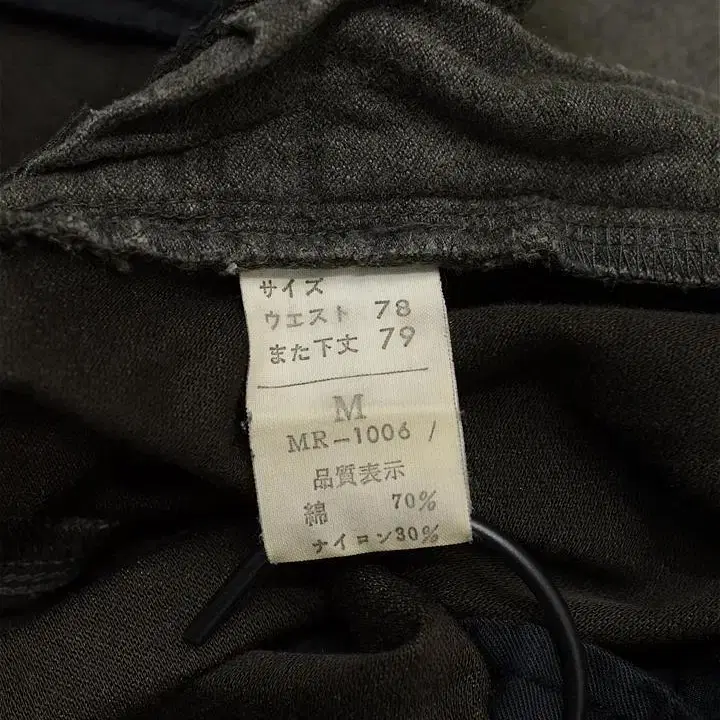 サイズ
ウエスト 78
また下丈 79
M
MR-1006 /
品質表示
綿 70%
ナイロン30%